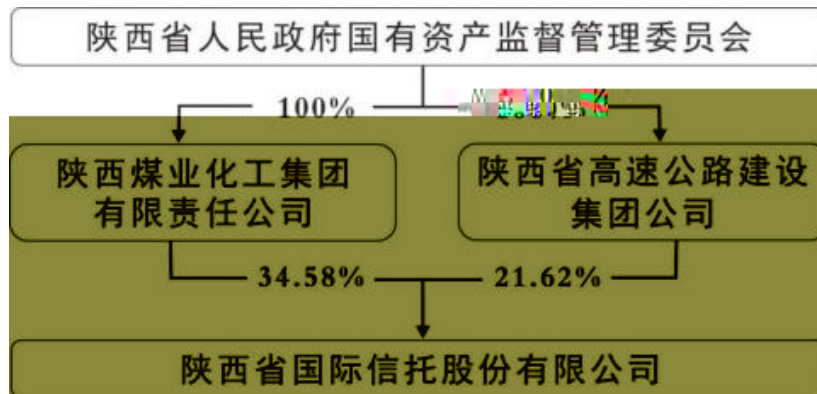 陕西省人民政府国有资产监督管理委员会
100%
陕西煤业化工集团
有限责任公司
陕西省高速公路建设
集团公司
34.58%
21.62%
陕西省国际信托股份有限公司